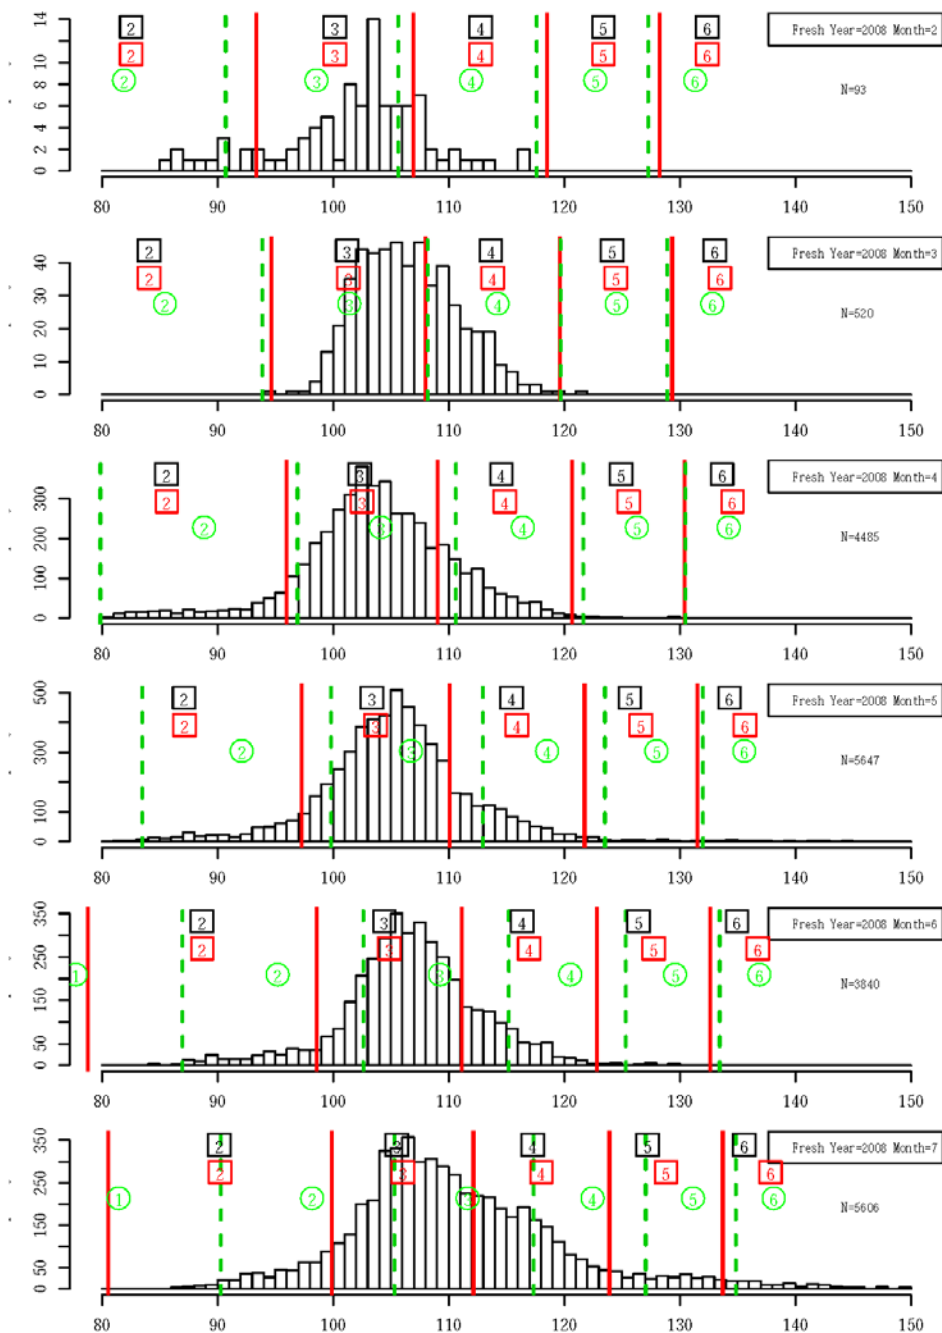 14
10
8
6
4
2
0
2 3 4 5 6
2 3 4 5 6
2 3 4 5 6
Fresh Year=2008 Month=2
N=93
80 90 100 110 120 130 140 150
40
30
20
10
0
2 3 4 5 6
2 3 4 5 6
2 3 4 5 6
Fresh Year=2008 Month=3
N=520
80 90 100 110 120 130 140 150
300
200
100
0
2 3 4 5 6
2 3 4 5 6
2 3 4 5 6
Fresh Year=2008 Month=4
N=4485
80 90 100 110 120 130 140 150
500
300
100
0
2 3 4 5 6
2 3 4 5 6
2 3 4 5 6
Fresh Year=2008 Month=5
N=5647
80 90 100 110 120 130 140 150
350
250
150
50
0
2 3 4 5 6
2 3 4 5 6
1 2 3 4 5 6
Fresh Year=2008 Month=6
N=3840
80 90 100 110 120 130 140 150
350
250
150
50
0
2 3 4 5 6
2 3 4 5 6
1 2 3 4 5 6
Fresh Year=2008 Month=7
N=5606
80 90 100 110 120 130 140 150